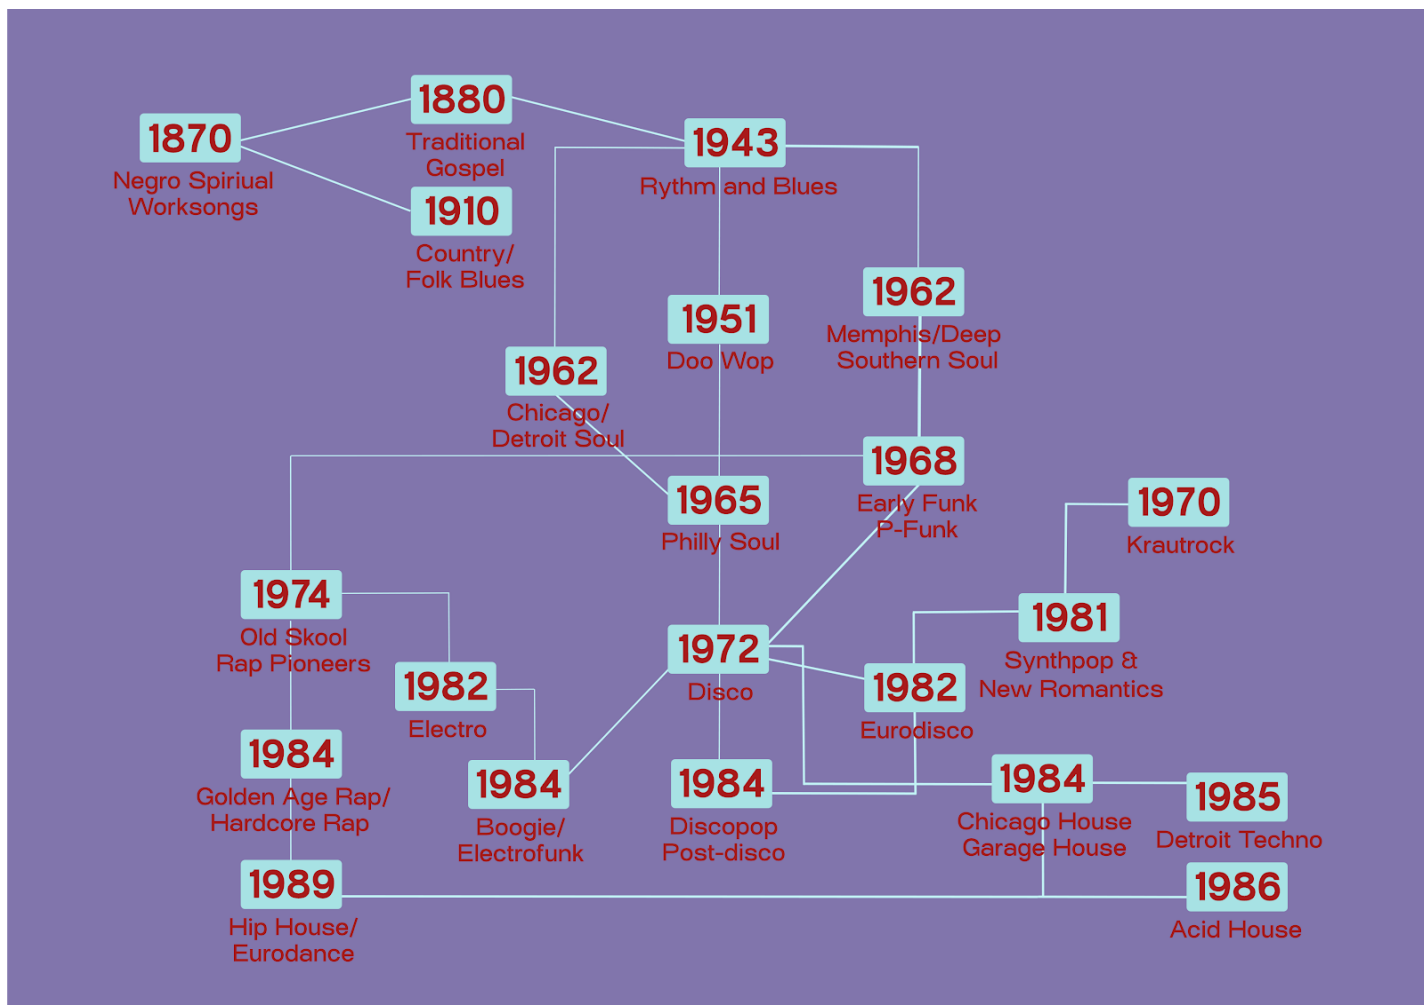 1870
Negro Spiriual
Worksongs
1880
Traditional
Gospel
1910
Country/
Folk Blues
1943
Rythm and Blues
1962
Memphis/Deep
Southern Soul
1951
Doo Wop
1962
Chicago/
Detroit Soul
1968
Early Funk
P-Funk
1965
Philly Soul
1970
Krautrock
1974
Old Skool
Rap Pioneers
1981
Synthpop &
New Romantics
1972
Disco
1982
Electro
1982
Eurodisco
1984
Golden Age Rap/
Hardcore Rap
1984
Boogie/
Electrofunk
1984
Discopop
Post-disco
1984
Chicago House
Garage House
1985
Detroit Techno
1989
Hip House/
Eurodance
1986
Acid House